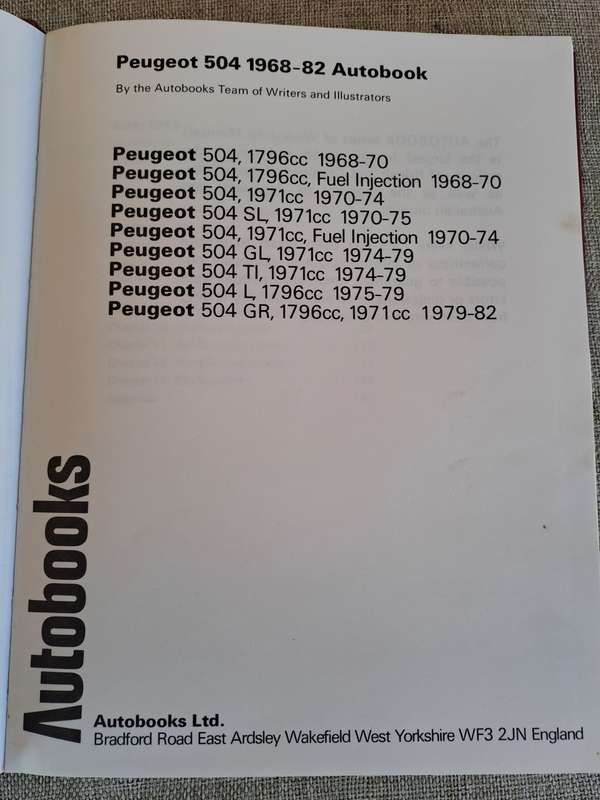 Peugeot 504 1968-82 Autobook
By the Autobooks Team of Writers and Illustrators
Peugeot 504, 1796cc 1968-70
Peugeot 504, 1796cc, Fuel Injection 1968-70
Peugeot 504, 1971cc 1970-74
Peugeot 504 SL, 1971cc 1970-75
Peugeot 504, 1971cc, Fuel Injection 1970-74
Peugeot 504 GL, 1971cc 1974-79
Peugeot 504 TI, 1971cc 1974-79
Peugeot 504 L, 1796cc 1975-79
Peugeot 504 GR, 1796cc, 1971cc 1979-82
Autobooks
Autobooks Ltd.
Bradford Road East Ardsley Wakefield West Yorkshire WF3 2JN England